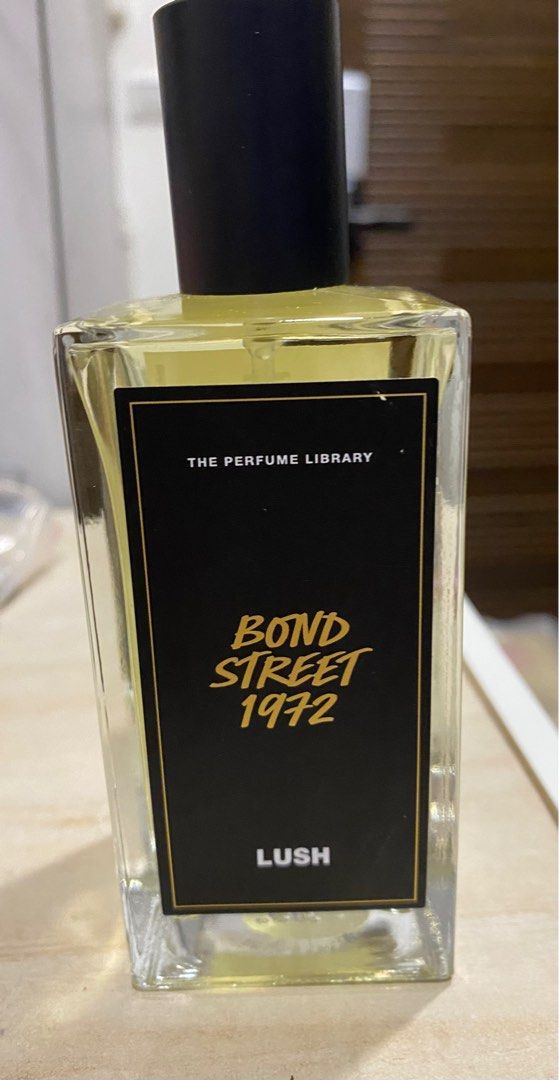 THE PERFUME LIBRARY
BOND
STREET
1972
LUSH